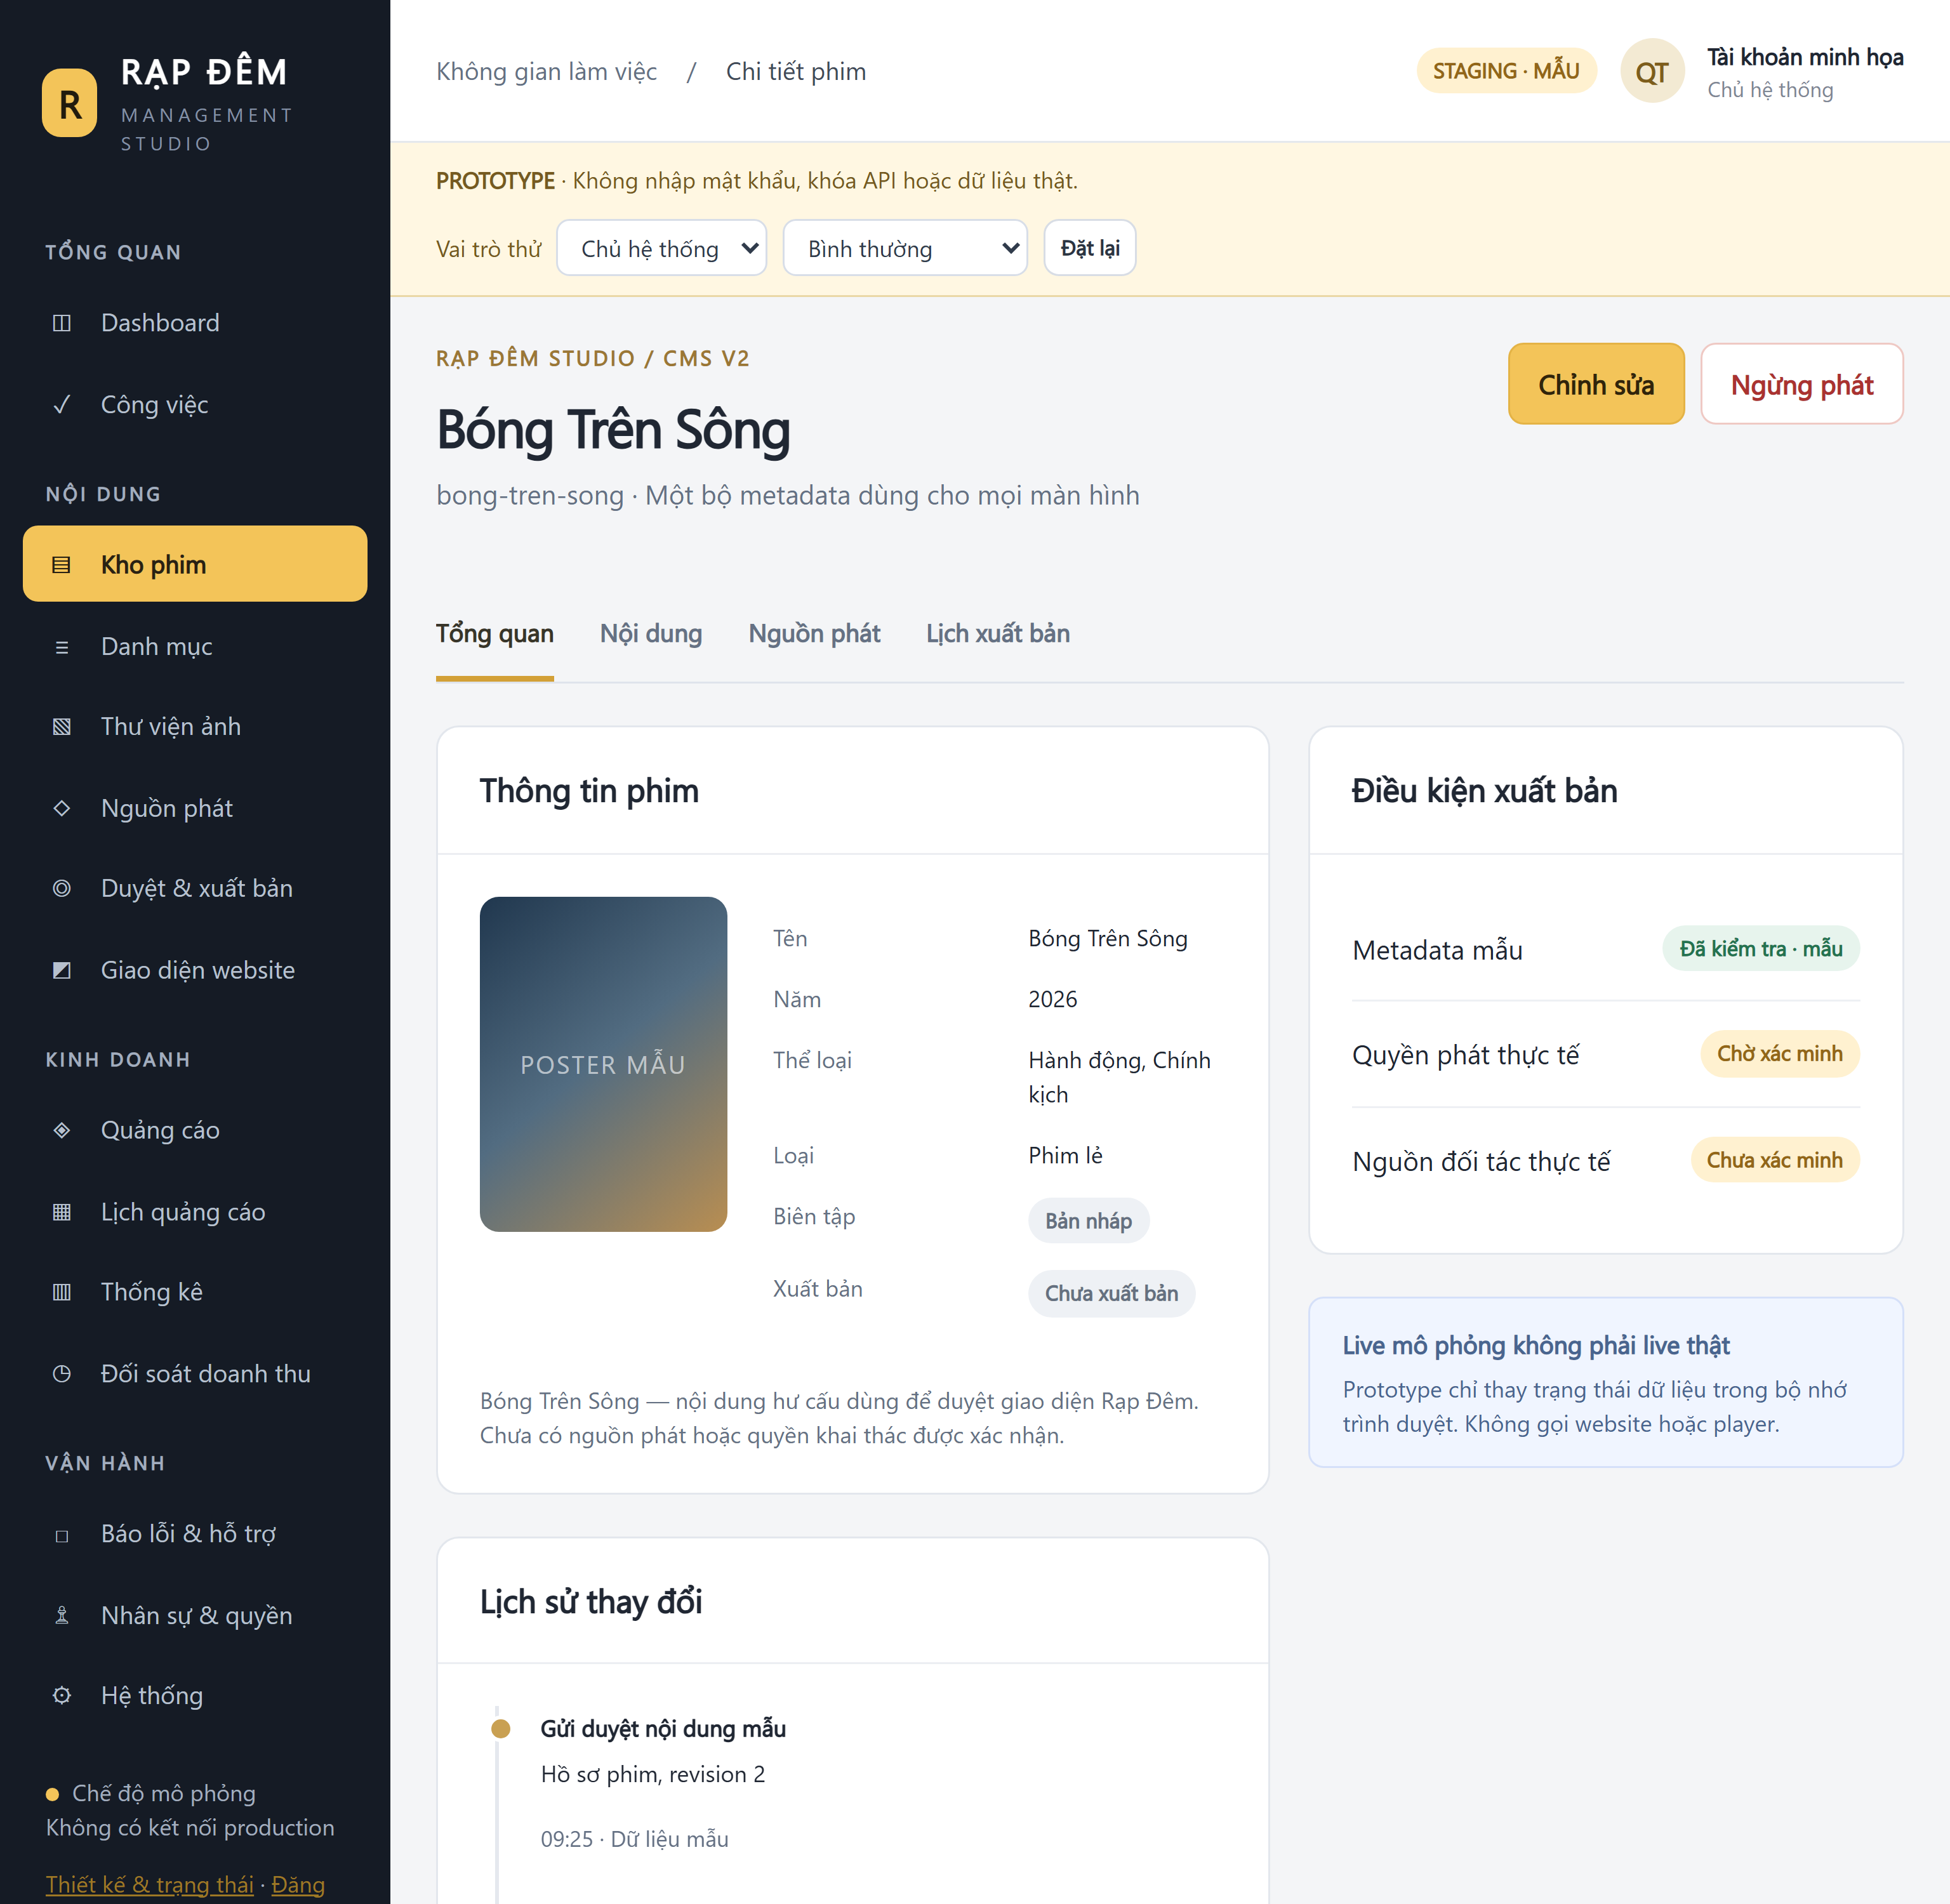 R
RẠP ĐÊM
MANAGEMENT
STUDIO
TỔNG QUAN
Dashboard
Công việc
NỘI DUNG
Kho phim
Danh mục
Thư viện ảnh
Nguồn phát
Duyệt & xuất bản
Giao diện website
KINH DOANH
Quảng cáo
Lịch quảng cáo
Thống kê
Đối soát doanh thu
VẬN HÀNH
Báo lỗi & hỗ trợ
Nhân sự & quyền
Hệ thống
Chế độ mô phỏng
Không có kết nối production
Thiết kế & trạng thái · Đăng
Không gian làm việc / Chi tiết phim
STAGING · MẪU
QT
Tài khoản minh họa
Chủ hệ thống
PROTOTYPE · Không nhập mật khẩu, khóa API hoặc dữ liệu thật.
Vai trò thử Chủ hệ thống Bình thường Đặt lại
RẠP ĐÊM STUDIO / CMS V2
Bóng Trên Sông
bong-tren-song · Một bộ metadata dùng cho mọi màn hình
Chỉnh sửa
Ngừng phát
Tổng quan Nội dung Nguồn phát Lịch xuất bản
Thông tin phim
POSTER MẪU
Tên Bóng Trên Sông
Năm 2026
Thể loại Hành động, Chính
kịch
Loại Phim lẻ
Biên tập Bản nháp
Xuất bản Chưa xuất bản
Bóng Trên Sông — nội dung hư cấu dùng để duyệt giao diện Rạp Đêm.
Chưa có nguồn phát hoặc quyền khai thác được xác nhận.
Điều kiện xuất bản
Metadata mẫu Đã kiểm tra · mẫu
Quyền phát thực tế Chờ xác minh
Nguồn đối tác thực tế Chưa xác minh
Live mô phỏng không phải live thật
Prototype chỉ thay trạng thái dữ liệu trong bộ nhớ
trình duyệt. Không gọi website hoặc player.
Lịch sử thay đổi
Gửi duyệt nội dung mẫu
Hồ sơ phim, revision 2
09:25 · Dữ liệu mẫu